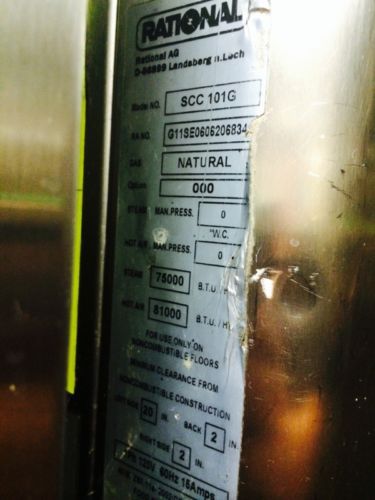 RATIONAL
Rational AG
D-86899 Landsberg a.Lech
Model NO. SCC 101G
RA NO. G11SE0606206834
GAS NATURAL
Option 000
STEAM MAN.PRESS. 0
"W.C.
HOT AIR MAN.PRESS. 0
STEAM 75000 B.T.U./
HOT AIR 81000 B.T.U./H
FOR USE ONLY ON
NONCOMBUSTIBLE FLOORS
MINIMUM CLEARANCE FROM
NONCOMBUSTIBLE CONSTRUCTION
LEFT SIDE 20 IN. BACK 2 IN.
RIGHT SIDE 2 IN.
120V 60Hz 16Amps